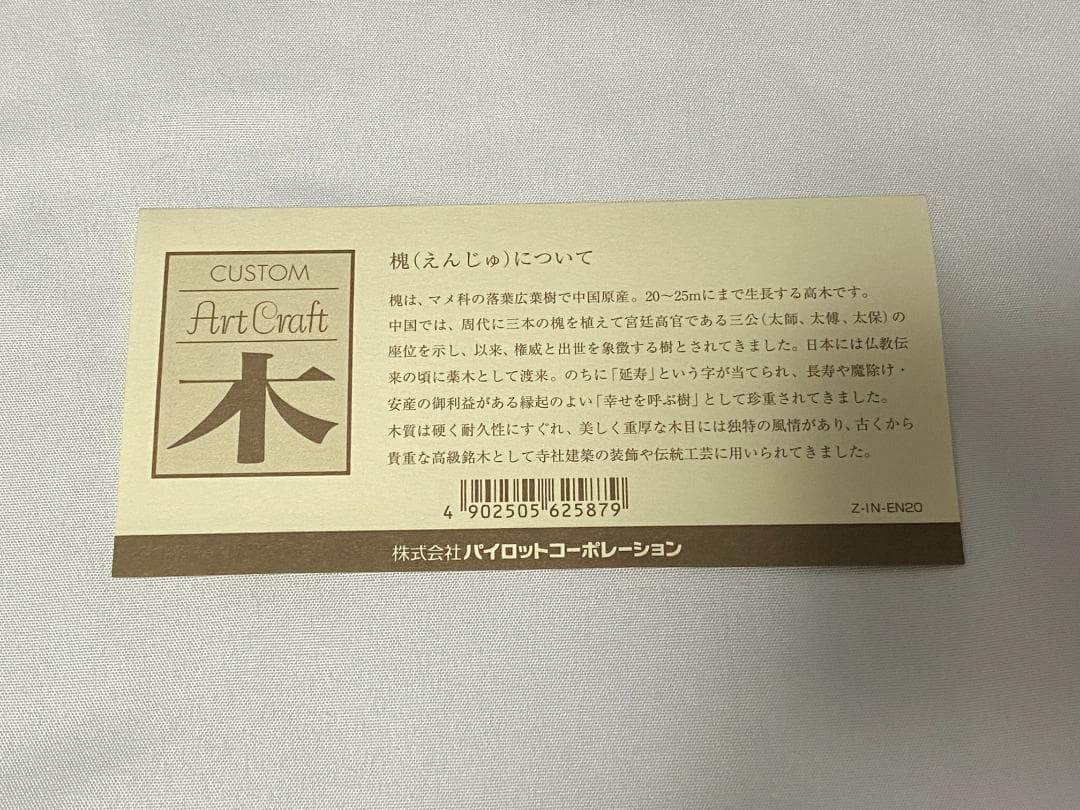 CUSTOM
Art Craft
木
槐(えんじゅ)について
槐は、マメ科の落葉広葉樹で中国原産。20〜25mにまで生長する高木です。
中国では、周代に三本の槐を植えて宮廷高官である三公(太師、太傅、太保)の
座位を示し、以来、権威と出世を象徴する樹とされてきました。日本には仏教伝
来の頃に薬木として渡来。のちに「延寿」という字が当てられ、長寿や魔除け・
安産の御利益がある縁起のよい「幸せを呼ぶ樹」として珍重されてきました。
木質は硬く耐久性にすぐれ、美しく重厚な木目には独特の風情があり、古くから
貴重な高級銘木として寺社建築の装飾や伝統工芸に用いられてきました。
4 902505 625879
Z-IN-EN20
株式会社パイロットコーポレーション